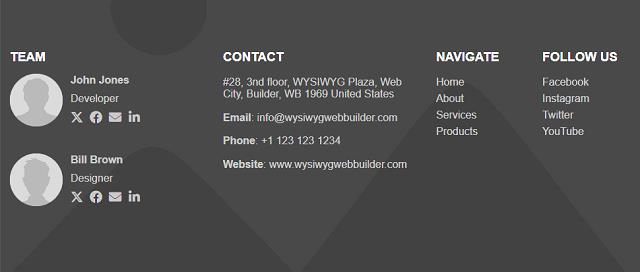 TEAM
John Jones
Developer
Bill Brown
Designer
CONTACT
#28, 3nd floor, WYSIWYG Plaza, Web
City, Builder, WB 1969 United States
Email: info@wysiwygwebbuilder.com
Phone: +1 123 123 1234
Website: www.wysiwygwebbuilder.com
NAVIGATE
Home
About
Services
Products
FOLLOW US
Facebook
Instagram
Twitter
YouTube